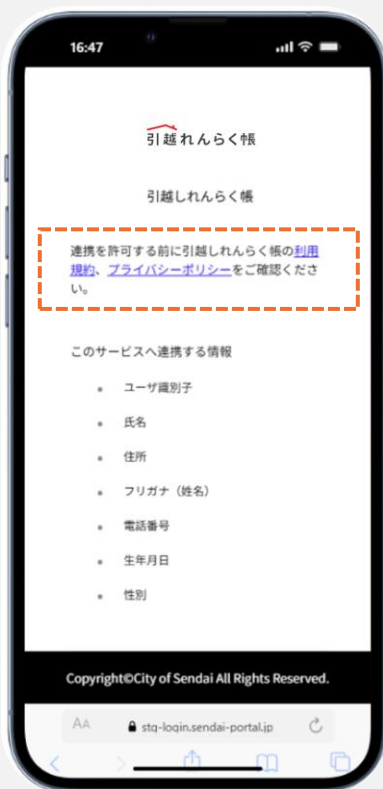 16:47
引越れんらく帳
引越しれんらく帳
連携を許可する前に引越しれんらく帳の利用
規約、プライバシーポリシーをご確認くださ
い。
このサービスへ連携する情報
• ユーザ識別子
• 氏名
• 住所
• フリガナ（姓名）
• 電話番号
• 生年月日
• 性別
Copyright©City of Sendai All Rights Reserved.
AA stg-login.sendai-portal.jp